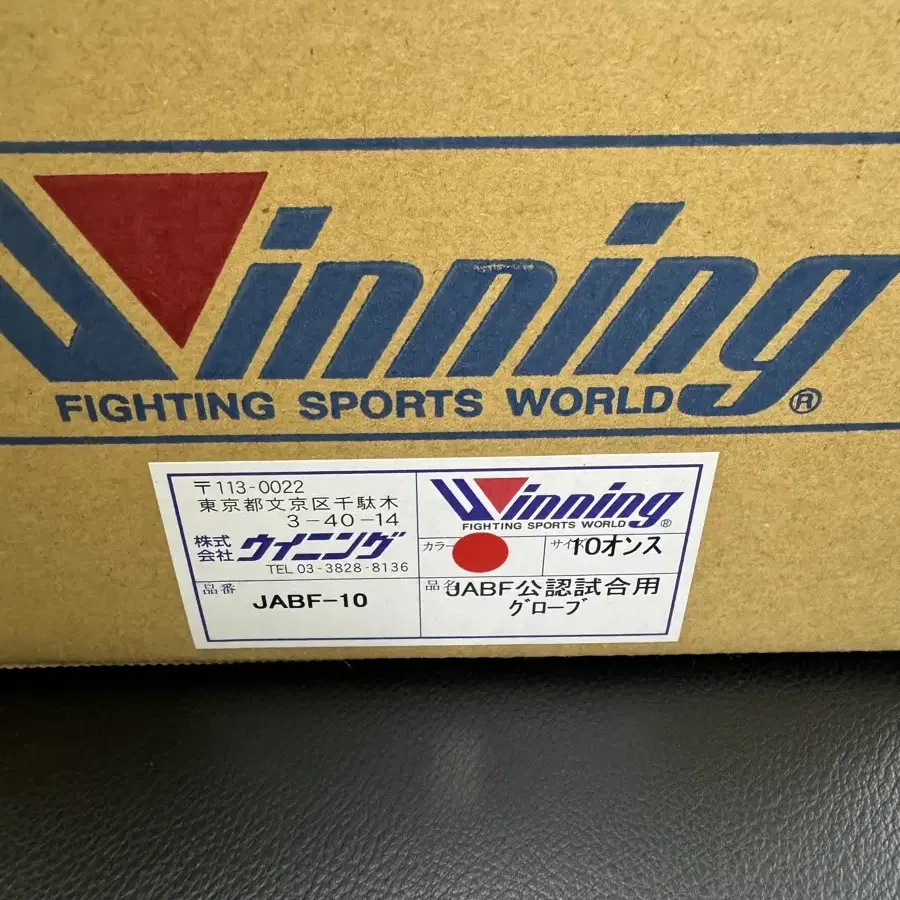 Winning
FIGHTING SPORTS WORLD ®
〒113-0022
東京都文京区千駄木
3-40-14
株式会社 ウイニング
TEL 03-3828-8136
Winning
FIGHTING SPORTS WORLD ®
カラー
サイズ 10オンス
品番
JABF-10
品名
JABF公認試合用
グローブ